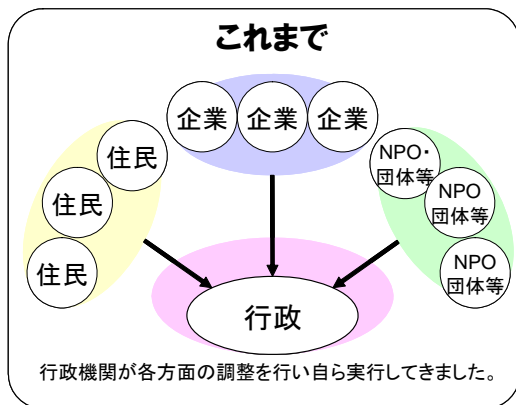 これまで
企業
企業
企業
住民
住民
住民
NPO・
団体等
NPO
団体等
NPO
団体等
行政
行政機関が各方面の調整を行い自ら実行してきました。